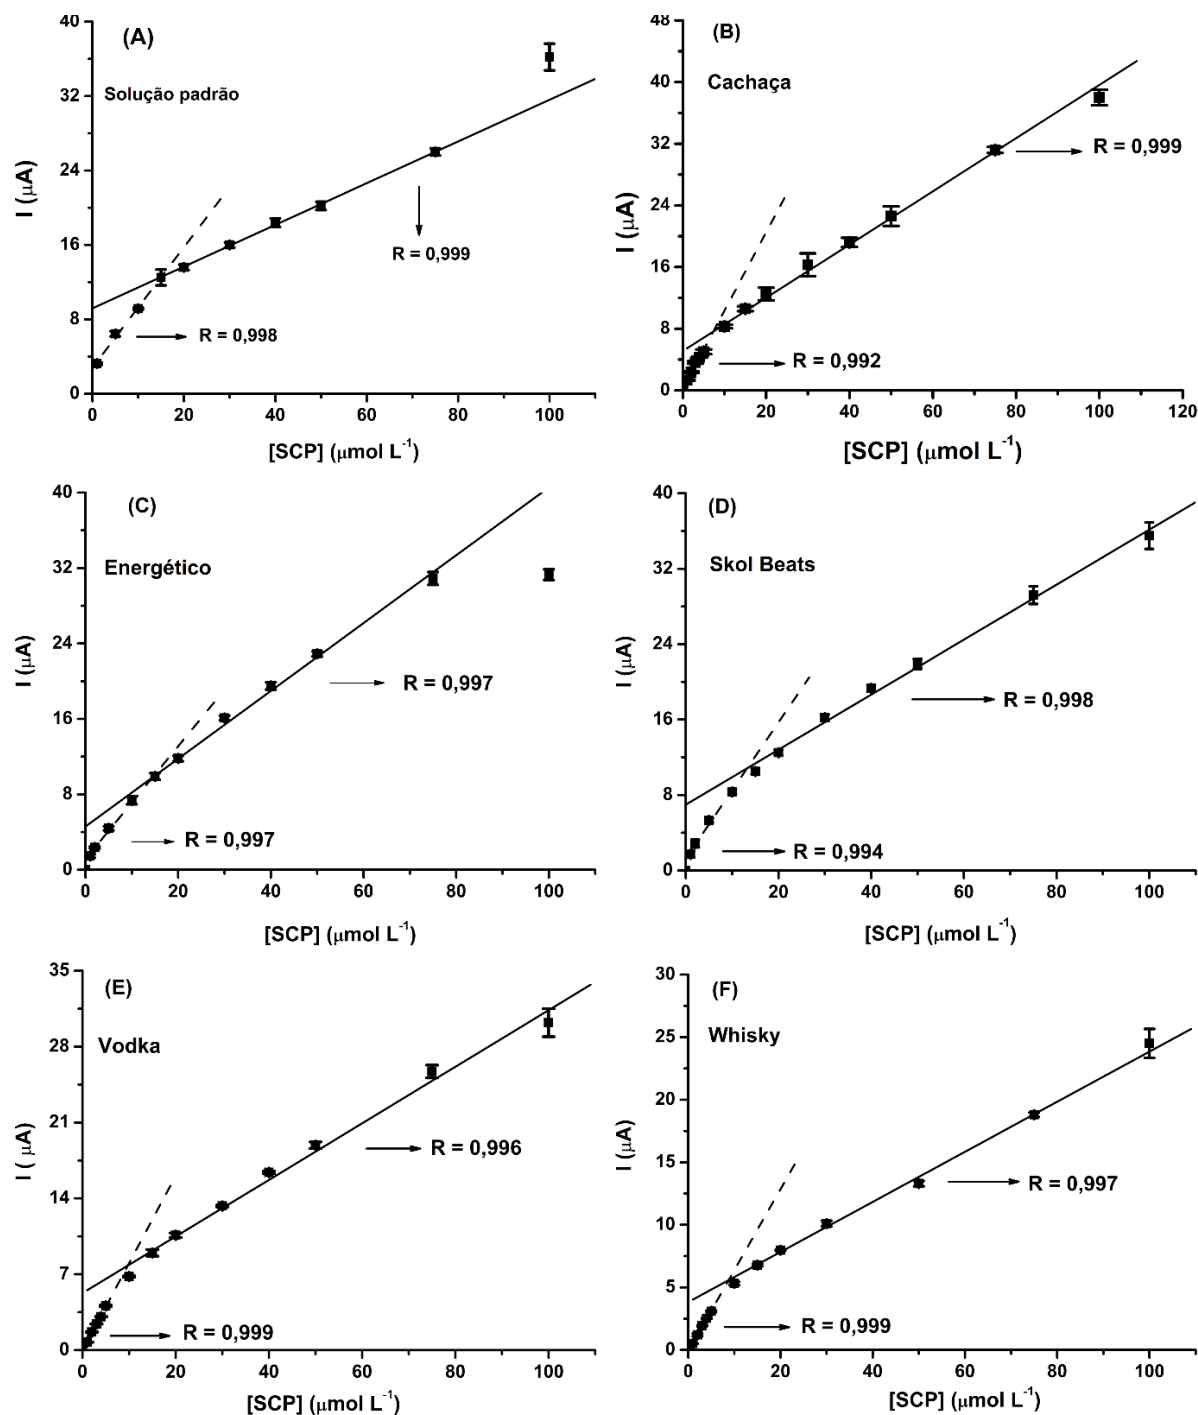 (A)
Solução padrão
R = 0,999
R = 0,998
I (μA)
40
32
24
16
8
0
0 20 40 60 80 100
[SCP] (μmol L⁻¹)
(B)
Cachaça
R = 0,999
R = 0,992
I (μA)
48
40
32
24
16
8
0
0 20 40 60 80 100 120
[SCP] (μmol L⁻¹)
(C)
Energético
R = 0,997
R = 0,997
I (μA)
40
32
24
16
8
0
0 20 40 60 80 100
[SCP] (μmol L⁻¹)
(D)
Skol Beats
R = 0,998
R = 0,994
I (μA)
40
32
24
16
8
0
0 20 40 60 80 100
[SCP] (μmol L⁻¹)
(E)
Vodka
R = 0,996
R = 0,999
I ( μA)
35
28
21
14
7
0
0 20 40 60 80 100
[SCP] (μmol L⁻¹)
(F)
Whisky
R = 0,997
R = 0,999
I (μA)
30
25
20
15
10
5
0
0 20 40 60 80 100
[SCP] (μmol L⁻¹)